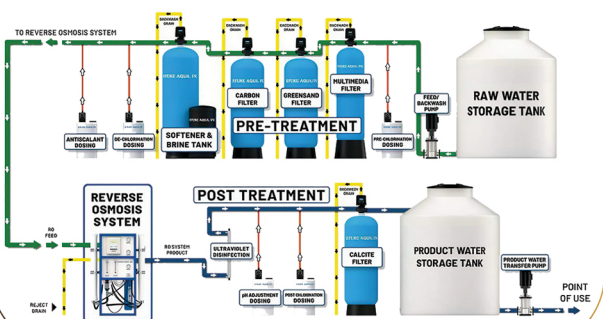 BACKWASH
DRAIN
BACKWASH
DRAIN
BACKWASH
DRAIN
BACKWASH
DRAIN
TO REVERSE OSMOSIS SYSTEM
CARBON
FILTER
GREENSAND
FILTER
MULTIMEDIA
FILTER
FEED/
BACKWASH
PUMP
RAW WATER
STORAGE TANK
PRE-TREATMENT
ANTISCALANT
DOSING
DE-CHLORINATION
DOSING
SOFTENER &
BRINE TANK
PRE-CHLORINATION
DOSING
REVERSE
OSMOSIS
SYSTEM
POST TREATMENT
BACKWASH
DRAIN
RO
FEED
RO SYSTEM
PRODUCT
ULTRAVIOLET
DISINFECTION
CALCITE
FILTER
PRODUCT WATER
STORAGE TANK
PRODUCT WATER
TRANSFER PUMP
POINT
OF USE
REJECT
DRAIN
pH ADJUSTMENT
DOSING
POST-CHLORINATION
DOSING